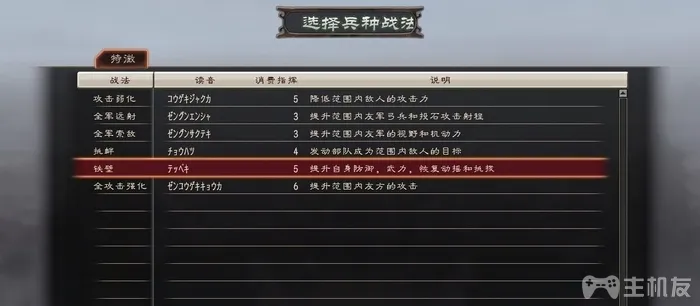 选择兵种战法
特徵
战法 读音 消费指挥 说明
攻击弱化 コウゲキジャクカ 5 降低范围内敌人的攻击力
全军远射 ゼングンエンシャ 3 提升范围内友军弓兵和投石攻击射程
全军索敌 ゼングンサクテキ 3 提升范围内友军的视野和机动力
挑衅 チョウハツ 4 发动部队成为范围内敌人的目标
铁壁 テッペキ 5 提升自身防御，武力，恢复动摇和挑拨
全攻击强化 ゼンコウゲキキョウカ 6 提升范围内友方的攻击
主机友